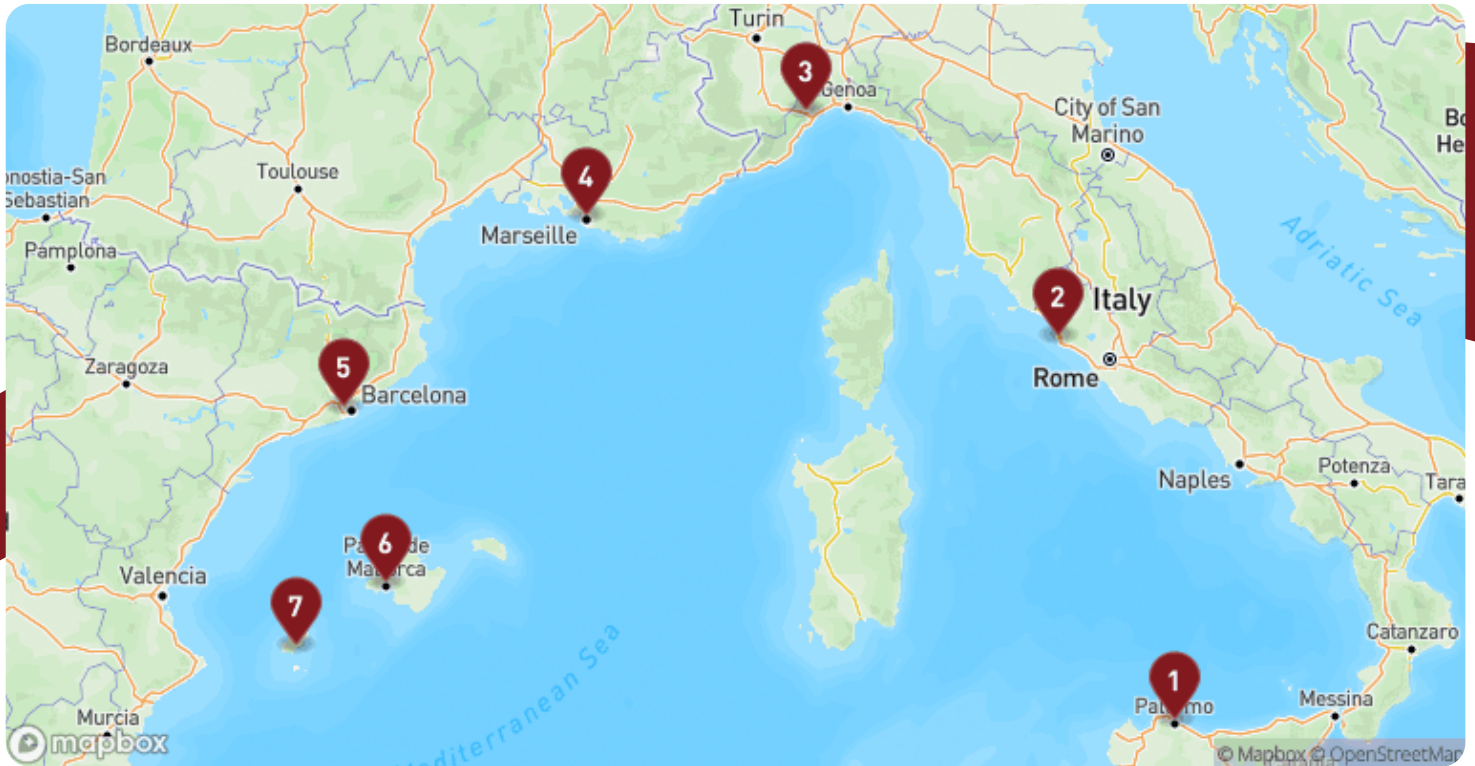 Turin
Bordeaux
3
Genoa
City of San
Marino
Bo
He
Toulouse
4
onostia-San
Sebastian
Marseille
Pamplona
Adriatic Sea
2
Italy
Rome
Zaragoza
5
Barcelona
Naples
Potenza
Tara
6
Valencia
7
Mediterranean Sea
Catanzaro
1
Messina
Murcia
mapbox
© Mapbox © OpenStreetMap